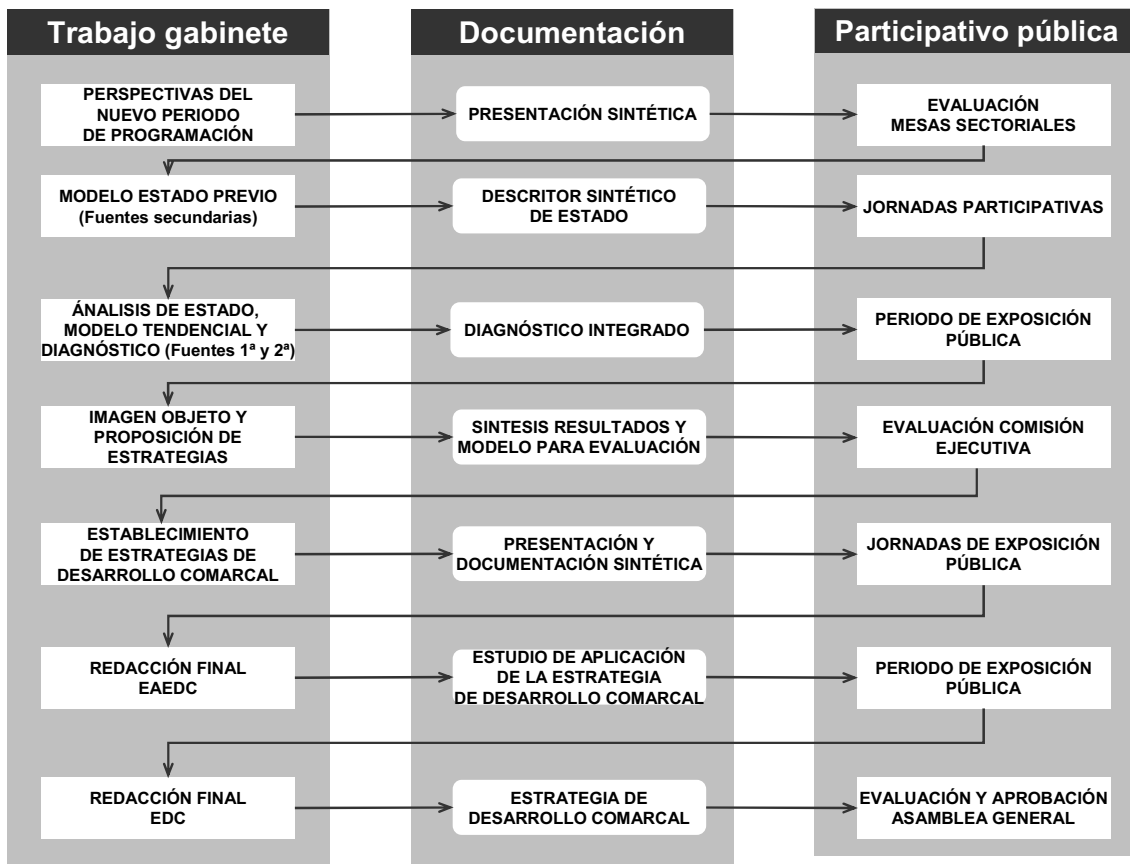 Trabajo gabinete
Documentación
Participativo pública
PERSPECTIVAS DEL
NUEVO PERIODO
DE PROGRAMACIÓN
PRESENTACIÓN SINTÉTICA
EVALUACIÓN
MESAS SECTORIALES
MODELO ESTADO PREVIO
(Fuentes secundarias)
DESCRITOR SINTÉTICO
DE ESTADO
JORNADAS PARTICIPATIVAS
ÁNALISIS DE ESTADO,
MODELO TENDENCIAL Y
DIAGNÓSTICO (Fuentes 1ª y 2ª)
DIAGNÓSTICO INTEGRADO
PERIODO DE EXPOSICIÓN
PÚBLICA
IMAGEN OBJETO Y
PROPOSICIÓN DE
ESTRATEGIAS
SINTESIS RESULTADOS Y
MODELO PARA EVALUACIÓN
EVALUACIÓN COMISIÓN
EJECUTIVA
ESTABLECIMIENTO
DE ESTRATEGIAS DE
DESARROLLO COMARCAL
PRESENTACIÓN Y
DOCUMENTACIÓN SINTÉTICA
JORNADAS DE EXPOSICIÓN
PÚBLICA
REDACCIÓN FINAL
EAEDC
ESTUDIO DE APLICACIÓN
DE LA ESTRATEGIA
DE DESARROLLO COMARCAL
PERIODO DE EXPOSICIÓN
PÚBLICA
REDACCIÓN FINAL
EDC
ESTRATEGIA DE
DESARROLLO COMARCAL
EVALUACIÓN Y APROBACIÓN
ASAMBLEA GENERAL